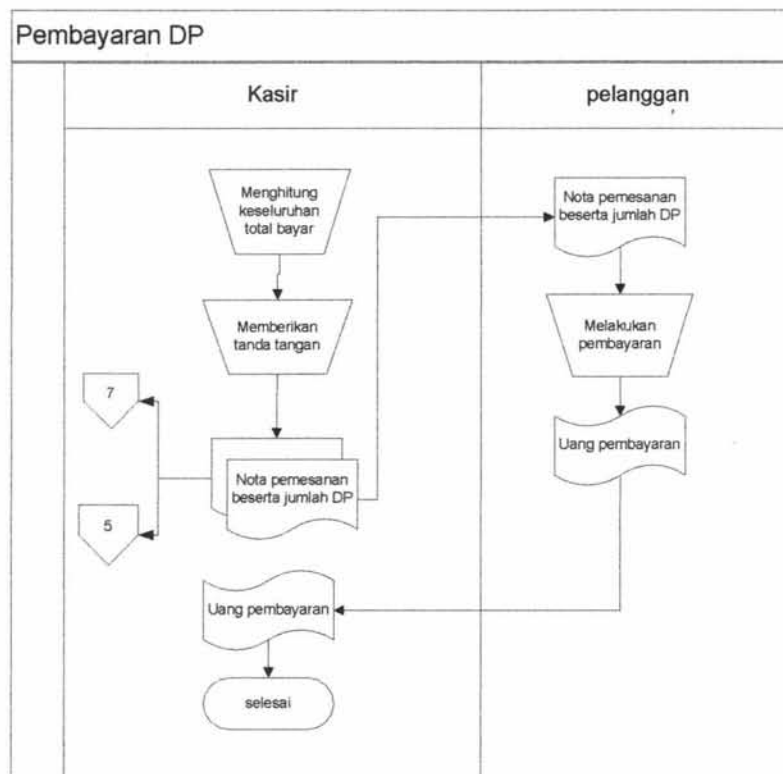 Pembayaran DP
Kasir
pelanggan
Menghitung
keseluruhan
total bayar
Nota pemesanan
beserta jumlah DP
Memberikan
tanda tangan
Melakukan
pembayaran
7
Uang pembayaran
Nota pemesanan
beserta jumlah DP
5
Uang pembayaran
selesai